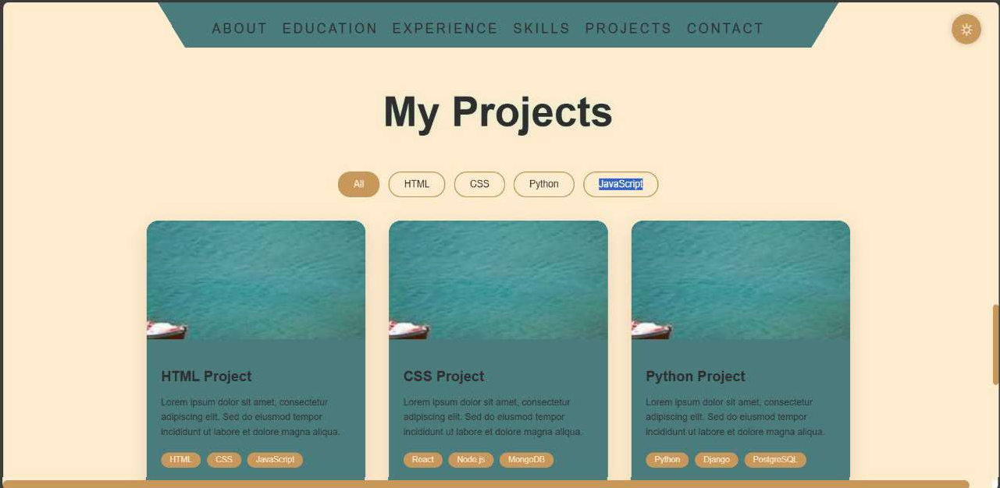 ABOUT EDUCATION EXPERIENCE SKILLS PROJECTS CONTACT
My Projects
All HTML CSS Python JavaScript
HTML Project
Lorem ipsum dolor sit amet, consectetur
adipiscing elit. Sed do eiusmod tempor
incididunt ut labore et dolore magna aliqua.
HTML CSS JavaScript
CSS Project
Lorem ipsum dolor sit amet, consectetur
adipiscing elit. Sed do eiusmod tempor
incididunt ut labore et dolore magna aliqua.
React Node.js MongoDB
Python Project
Lorem ipsum dolor sit amet, consectetur
adipiscing elit. Sed do eiusmod tempor
incididunt ut labore et dolore magna aliqua.
Python Django PostgreSQL